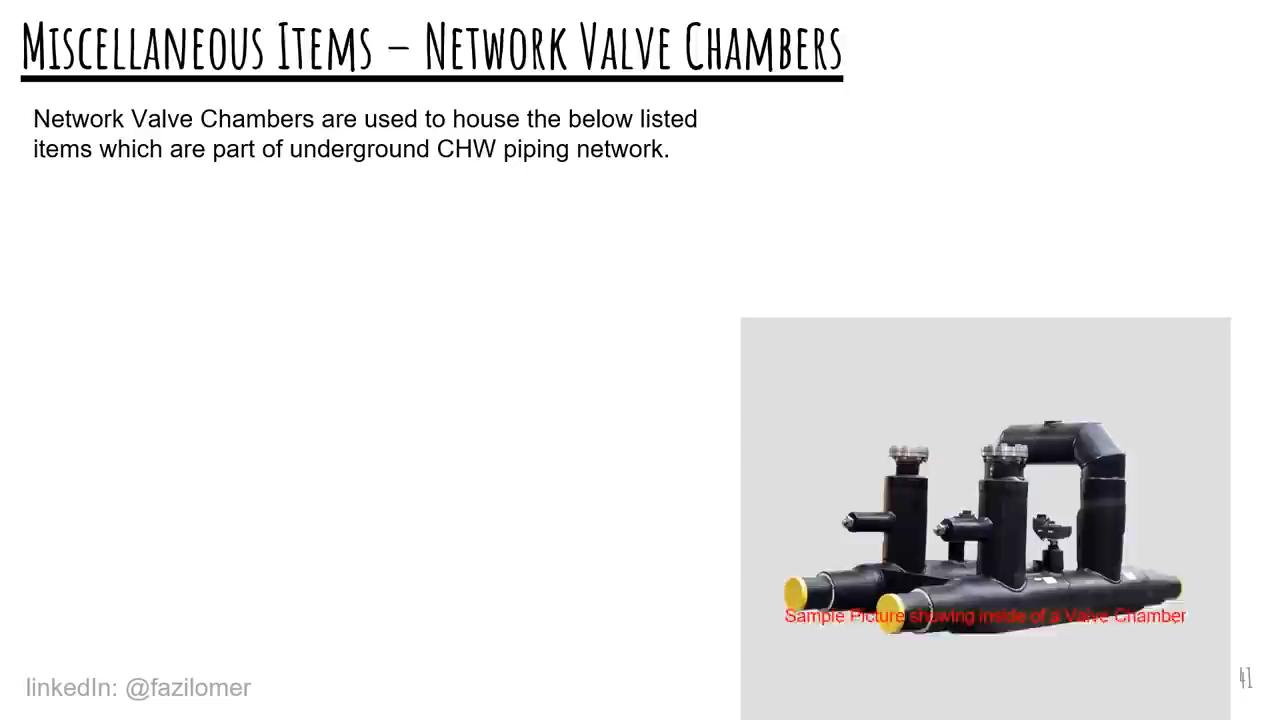 Miscellaneous Items – Network Valve Chambers
Network Valve Chambers are used to house the below listed
items which are part of underground CHW piping network.
Sample Picture showing inside of a Valve Chamber
linkedIn: @fazilomer
41